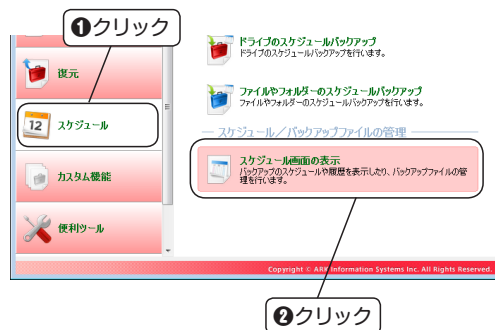 ❶クリック
ドライブのスケジュールバックアップ
ドライブのスケジュールバックアップを行います。
復元
ファイルやフォルダーのスケジュールバックアップ
ファイルやフォルダーのスケジュールバックアップを行います。
12 スケジュール
スケジュール／バックアップファイルの管理
スケジュール画面の表示
バックアップのスケジュールや履歴を表示したり、バックアップファイルの管
理を行います。
カスタム機能
便利ツール
Copyright © ARK Information Systems Inc. All Rights Reserved.
❷クリック